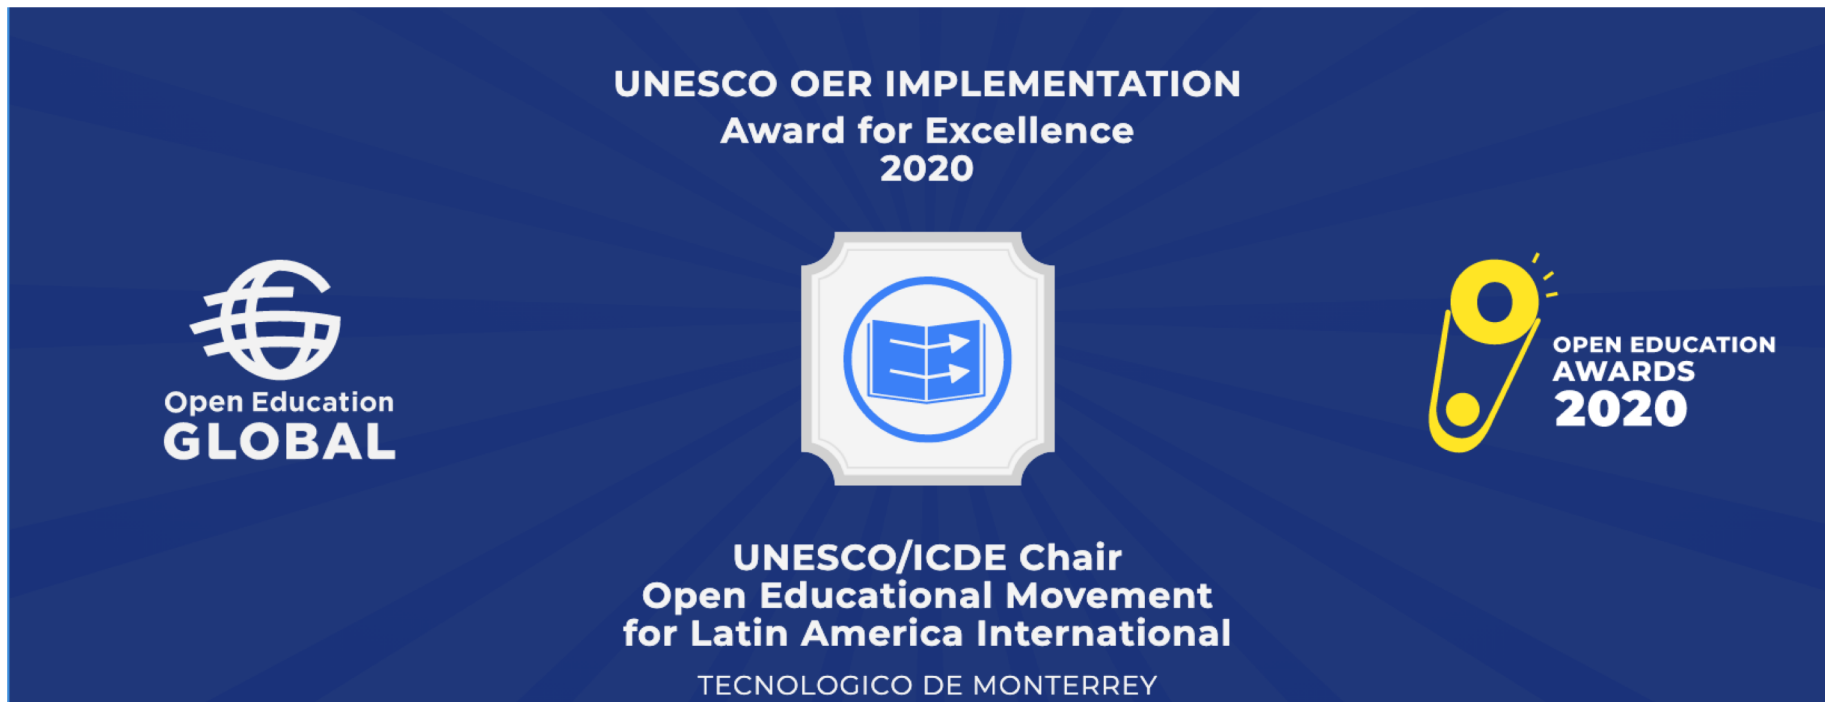 UNESCO OER IMPLEMENTATION
Award for Excellence
2020
Open Education
GLOBAL
OPEN EDUCATION
AWARDS
2020
UNESCO/ICDE Chair
Open Educational Movement
for Latin America International
TECNOLOGICO DE MONTERREY